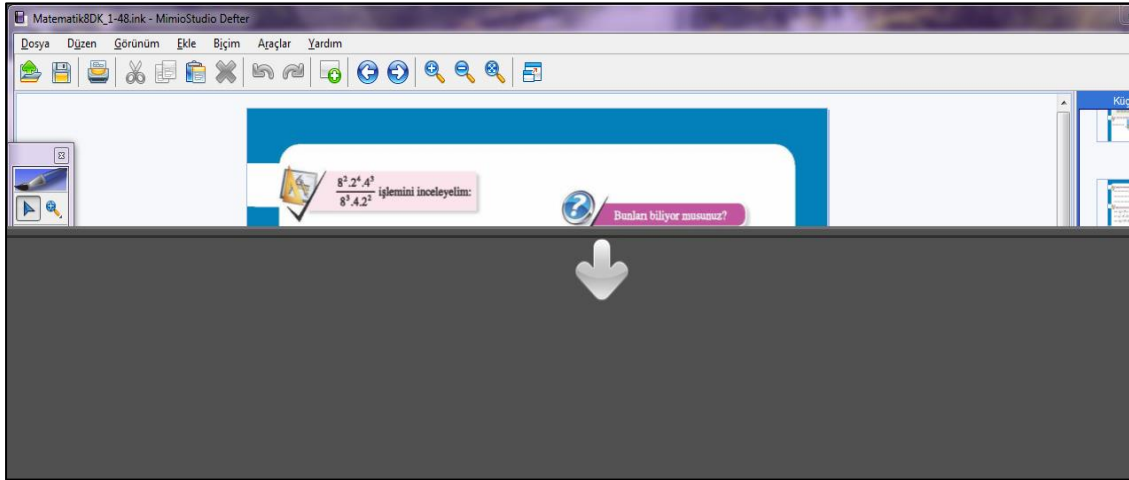 Matematik8DK_1-48.ink - MimioStudio Defter
Dosya Düzen Görünüm Ekle Biçim Araçlar Yardım
Küç
8².2⁴.4³ / 8³.4.2² işlemini inceleyelim:
Bunları biliyor musunuz?